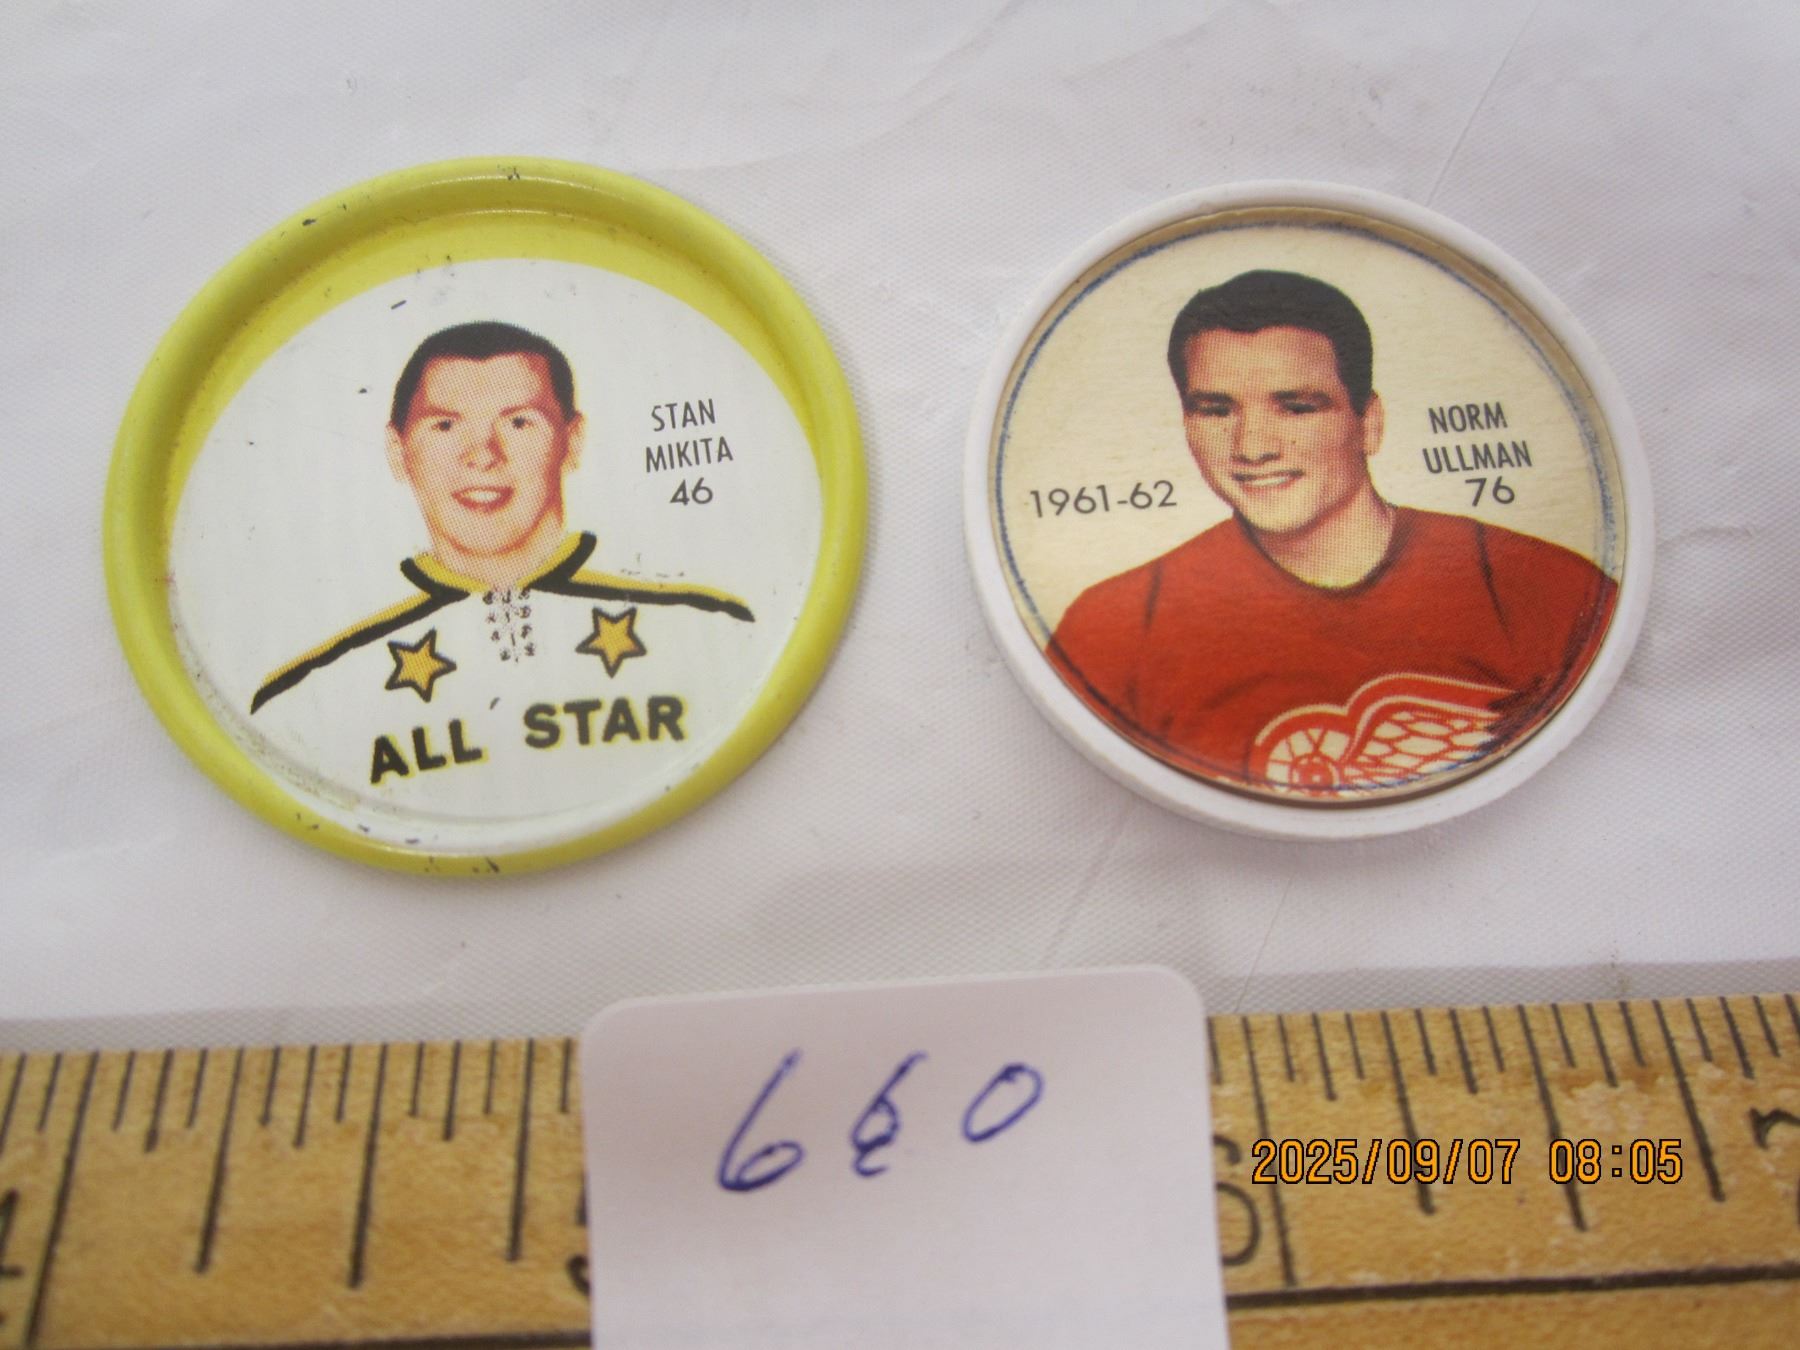 STAN
MIKITA
46
ALL STAR
1961-62
NORM
ULLMAN
76
660
2025/09/07 08:05